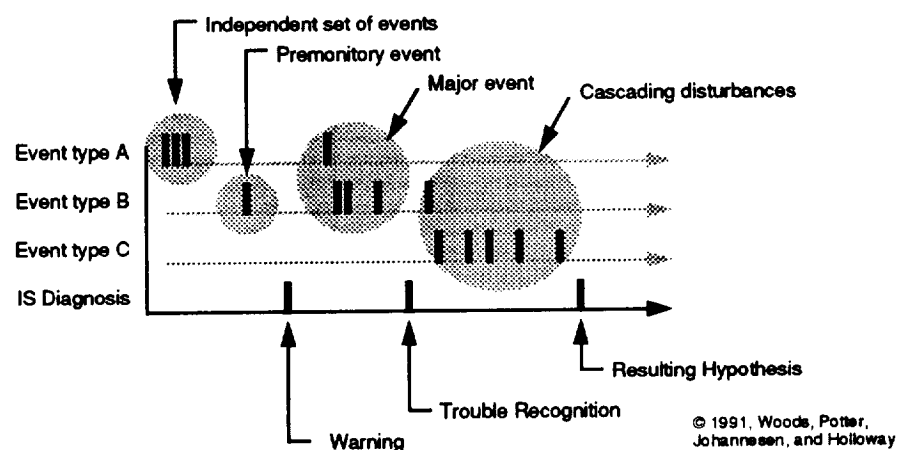 Independent set of events
Premonitory event
Major event
Cascading disturbances
Event type A
Event type B
Event type C
IS Diagnosis
Resulting Hypothesis
Trouble Recognition
Warning
© 1991, Woods, Potter,
Johannesen, and Holloway